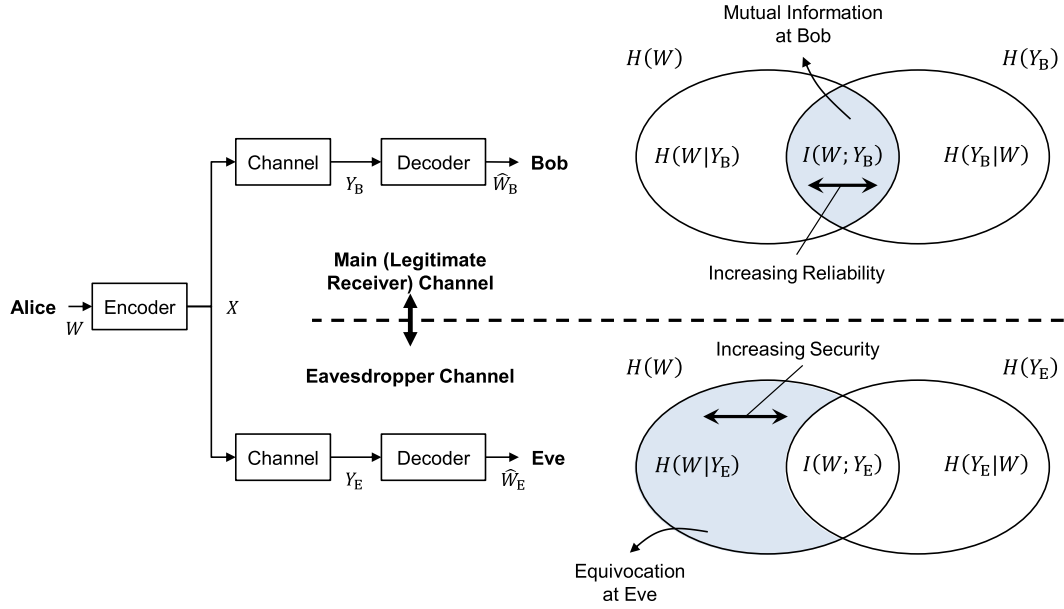 Mutual Information
at Bob
H(W)
H(Y_B)
Channel
Decoder
Bob
Y_B
Ŵ_B
H(W|Y_B)
I(W; Y_B)
H(Y_B|W)
Increasing Reliability
Main (Legitimate
Receiver) Channel
Alice
W
Encoder
X
Eavesdropper Channel
Increasing Security
H(W)
H(Y_E)
Channel
Decoder
Eve
Y_E
Ŵ_E
H(W|Y_E)
I(W; Y_E)
H(Y_E|W)
Equivocation
at Eve